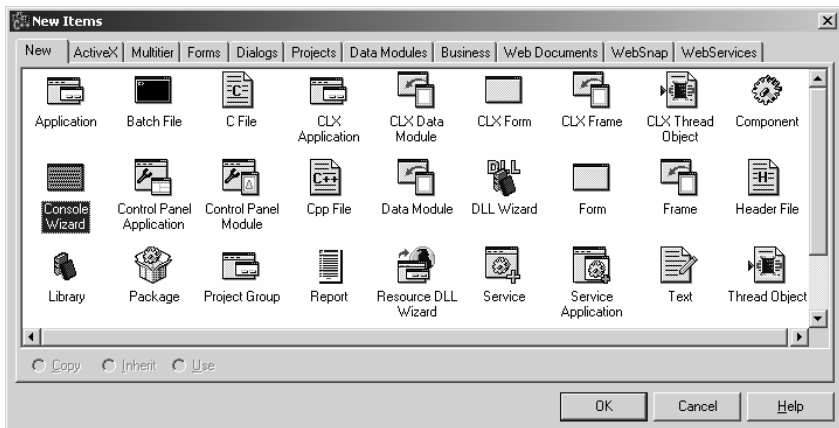 New Items
New ActiveX Multitier Forms Dialogs Projects Data Modules Business Web Documents WebSnap WebServices
Application Batch File C File CLX Application CLX Data Module CLX Form CLX Frame CLX Thread Object Component
Console Wizard Control Panel Application Control Panel Module Cpp File Data Module DLL Wizard Form Frame Header File
Library Package Project Group Report Resource DLL Wizard Service Service Application Text Thread Object
Copy Inherit Use
OK Cancel Help